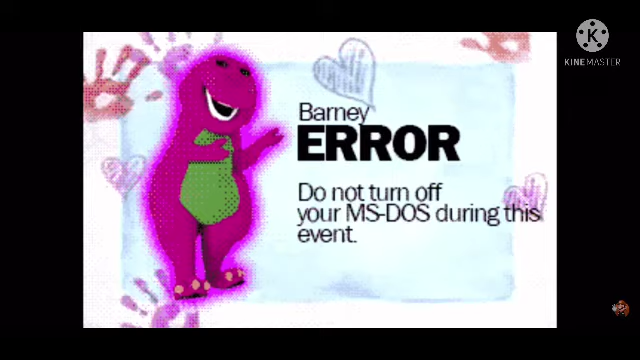 K
KINEMASTER
Barney
ERROR
Do not turn off
your MS-DOS during this
event.